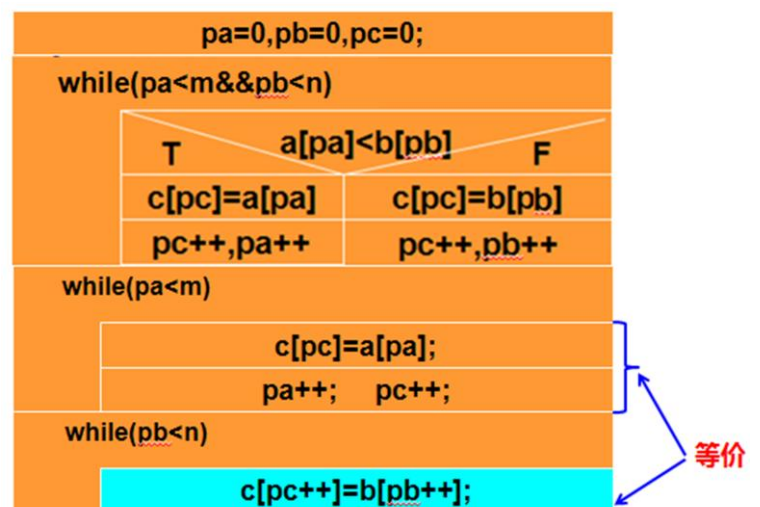 pa=0,pb=0,pc=0;
while(pa<m&&pb<n)
a[pa]<b[pb]
T F
c[pc]=a[pa] c[pc]=b[pb]
pc++,pa++ pc++,pb++
while(pa<m)
c[pc]=a[pa];
pa++; pc++;
while(pb<n)
等价
c[pc++]=b[pb++];